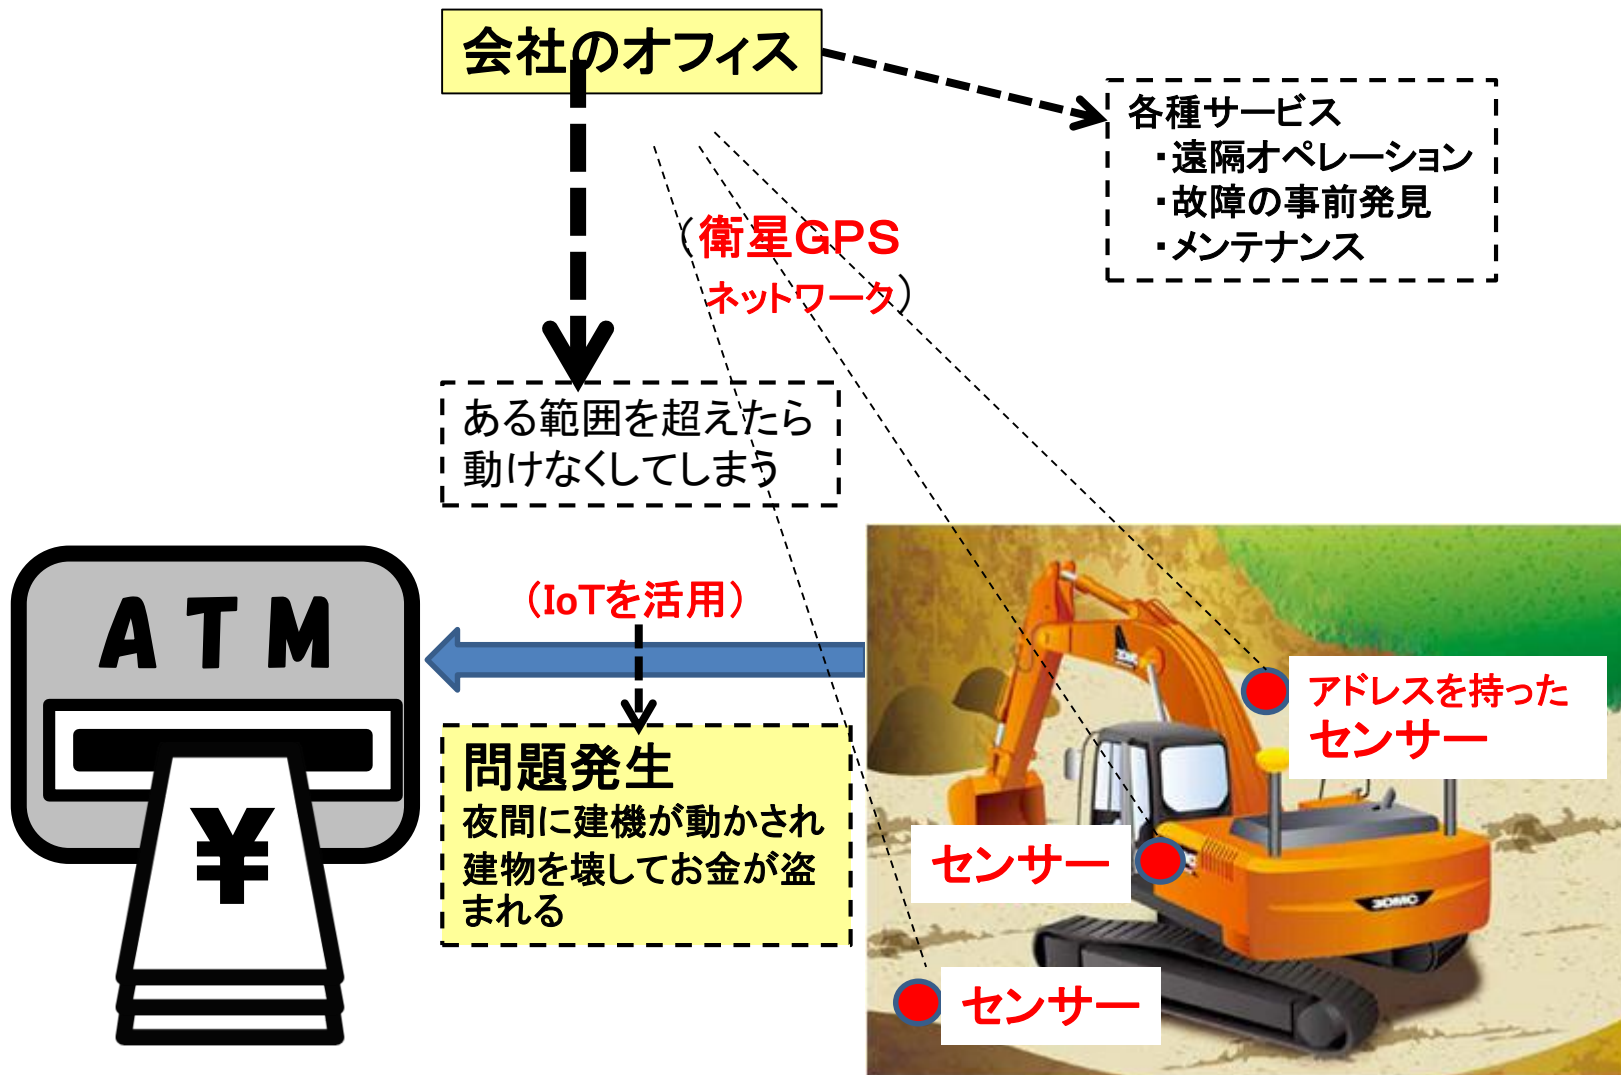 会社のオフィス
各種サービス
・遠隔オペレーション
・故障の事前発見
・メンテナンス
（衛星GPS
ネットワーク）
ある範囲を超えたら
動けなくしてしまう
ATM
¥
（IoTを活用）
問題発生
夜間に建機が動かされ
建物を壊してお金が盗
まれる
アドレスを持った
センサー
センサー
3DMC
センサー